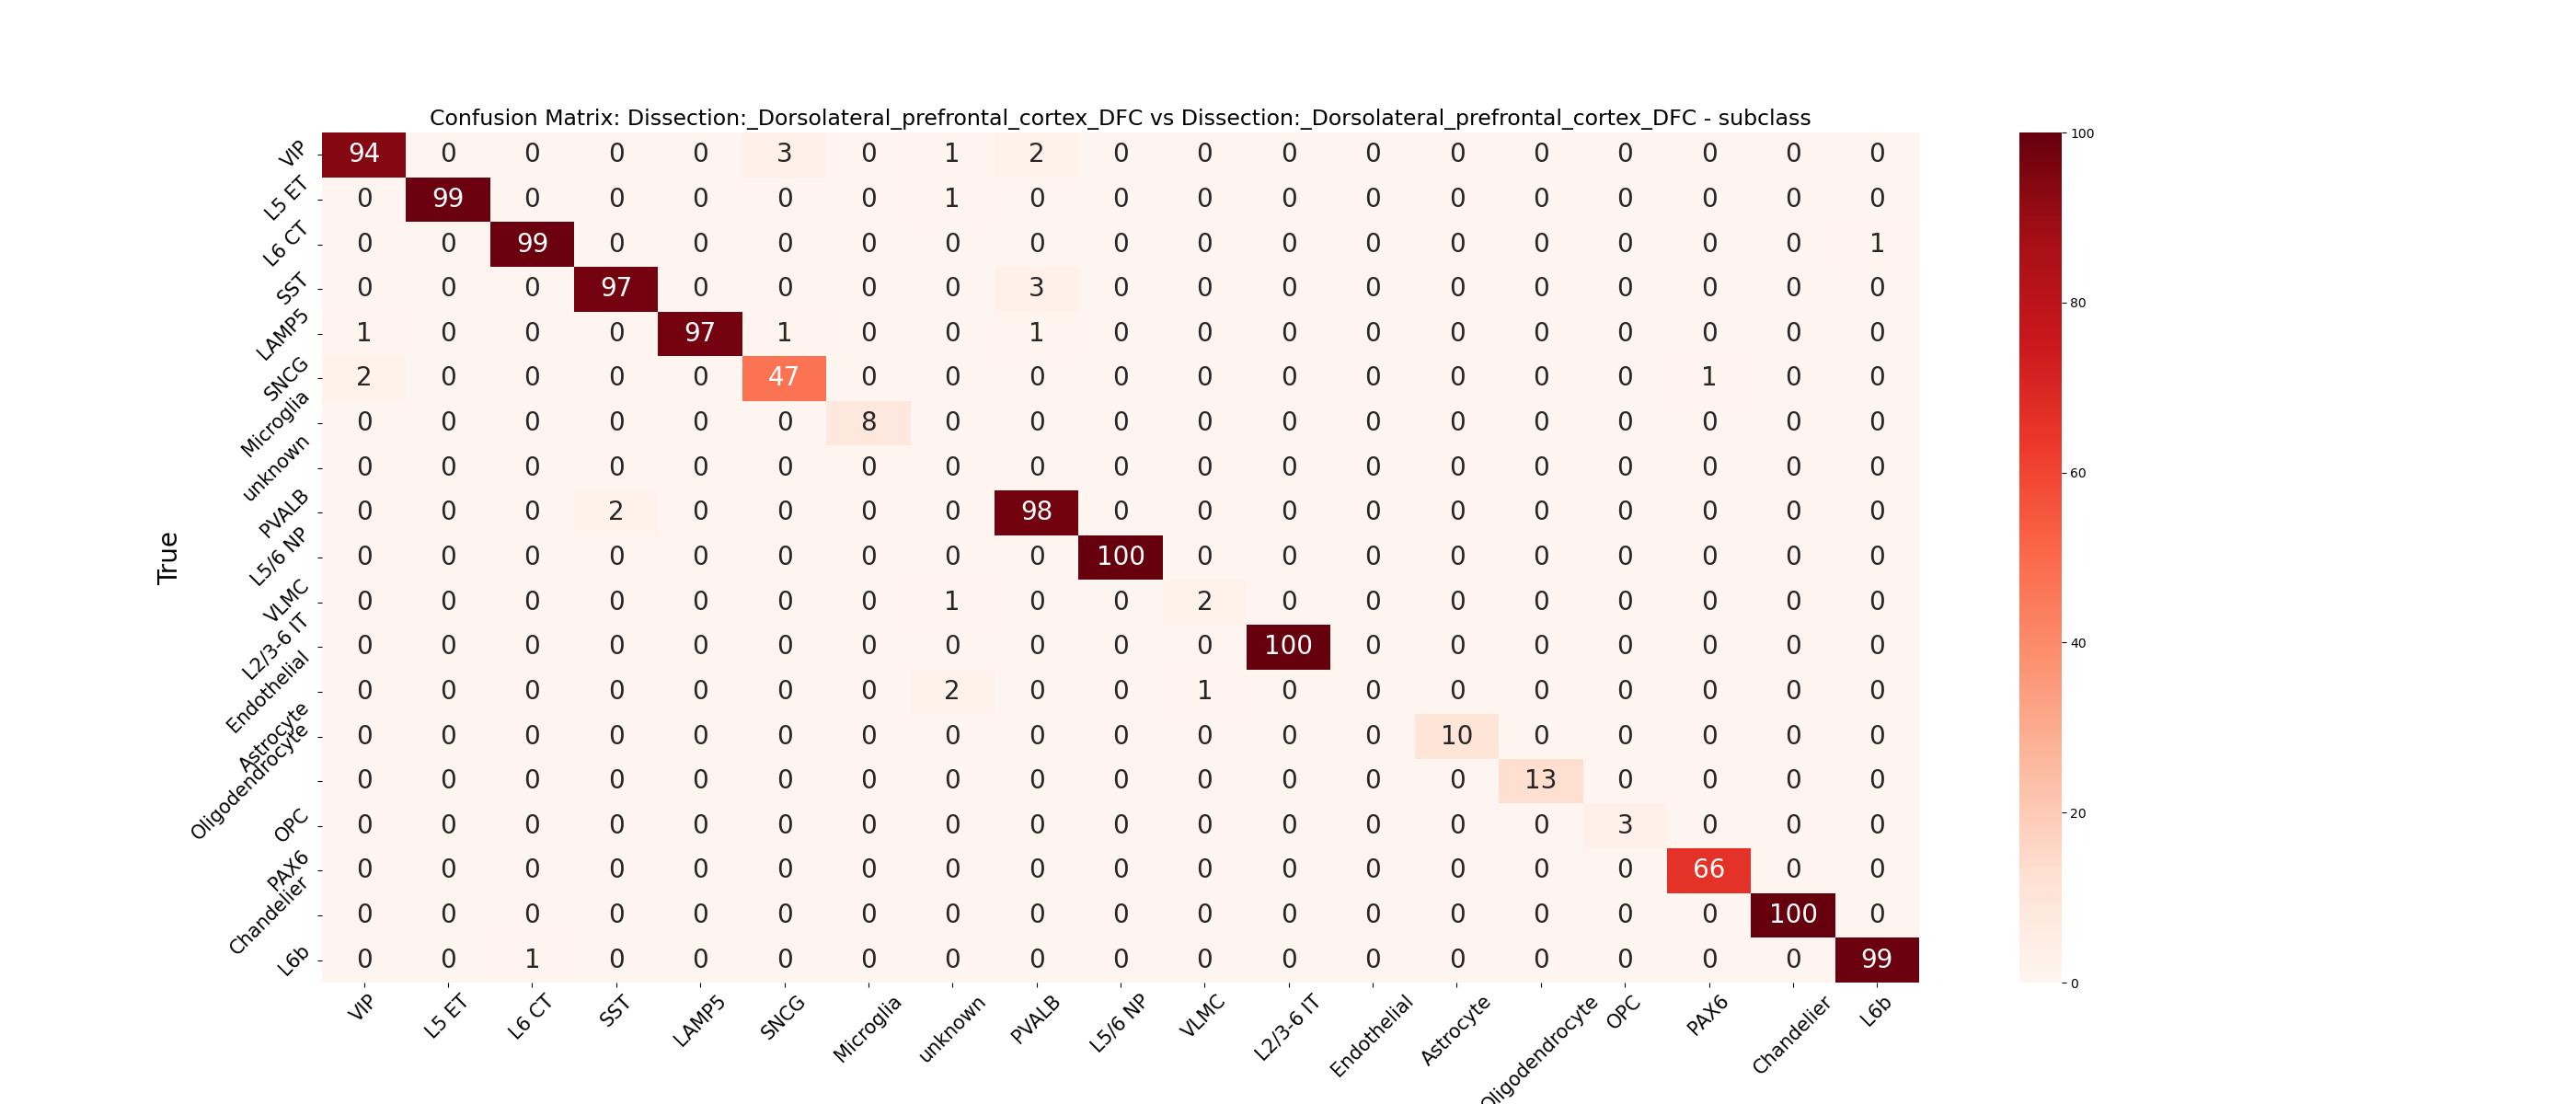 Confusion Matrix: Dissection:_Dorsolateral_prefrontal_cortex_DFC vs Dissection:_Dorsolateral_prefrontal_cortex_DFC - subclass
VIP 94 0 0 0 0 3 0 1 2 0 0 0 0 0 0 0 0 0 0
L5 ET 0 99 0 0 0 0 0 1 0 0 0 0 0 0 0 0 0 0 0
L6 CT 0 0 99 0 0 0 0 0 0 0 0 0 0 0 0 0 0 0 1
SST 0 0 0 97 0 0 0 0 3 0 0 0 0 0 0 0 0 0 0
LAMP5 1 0 0 0 97 1 0 0 1 0 0 0 0 0 0 0 0 0 0
SNCG 2 0 0 0 0 47 0 0 0 0 0 0 0 0 0 0 1 0 0
Microglia 0 0 0 0 0 0 8 0 0 0 0 0 0 0 0 0 0 0 0
unknown 0 0 0 0 0 0 0 0 0 0 0 0 0 0 0 0 0 0 0
PVALB 0 0 0 2 0 0 0 0 98 0 0 0 0 0 0 0 0 0 0
L5/6 NP 0 0 0 0 0 0 0 0 0 100 0 0 0 0 0 0 0 0 0
VLMC 0 0 0 0 0 0 0 1 0 0 2 0 0 0 0 0 0 0 0
L2/3-6 IT 0 0 0 0 0 0 0 0 0 0 0 100 0 0 0 0 0 0 0
Endothelial 0 0 0 0 0 0 0 2 0 0 1 0 0 0 0 0 0 0 0
Astrocyte 0 0 0 0 0 0 0 0 0 0 0 0 0 10 0 0 0 0 0
Oligodendrocyte 0 0 0 0 0 0 0 0 0 0 0 0 0 0 13 0 0 0 0
OPC 0 0 0 0 0 0 0 0 0 0 0 0 0 0 0 3 0 0 0
PAX6 0 0 0 0 0 0 0 0 0 0 0 0 0 0 0 0 66 0 0
Chandelier 0 0 0 0 0 0 0 0 0 0 0 0 0 0 0 0 0 100 0
L6b 0 0 1 0 0 0 0 0 0 0 0 0 0 0 0 0 0 0 99
VIP L5 ET L6 CT SST LAMP5 SNCG Microglia unknown PVALB L5/6 NP VLMC L2/3-6 IT Endothelial Astrocyte Oligodendrocyte OPC PAX6 Chandelier L6b
True
100
80
60
40
20
0